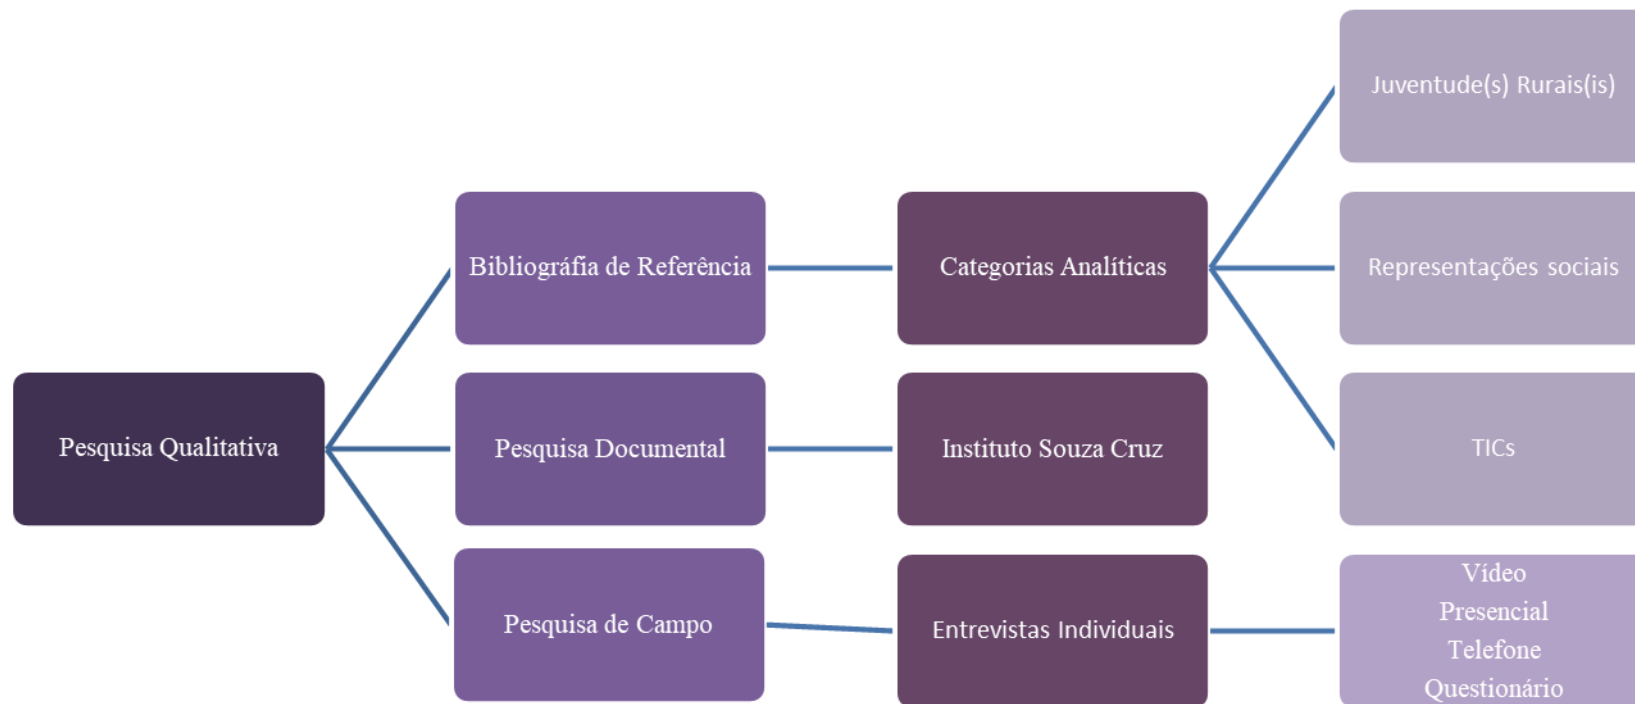 Pesquisa Qualitativa
Bibliográfia de Referência
Pesquisa Documental
Pesquisa de Campo
Categorias Analíticas
Instituto Souza Cruz
Entrevistas Individuais
Juventude(s) Rurais(is)
Representações sociais
TICs
Vídeo
Presencial
Telefone
Questionário